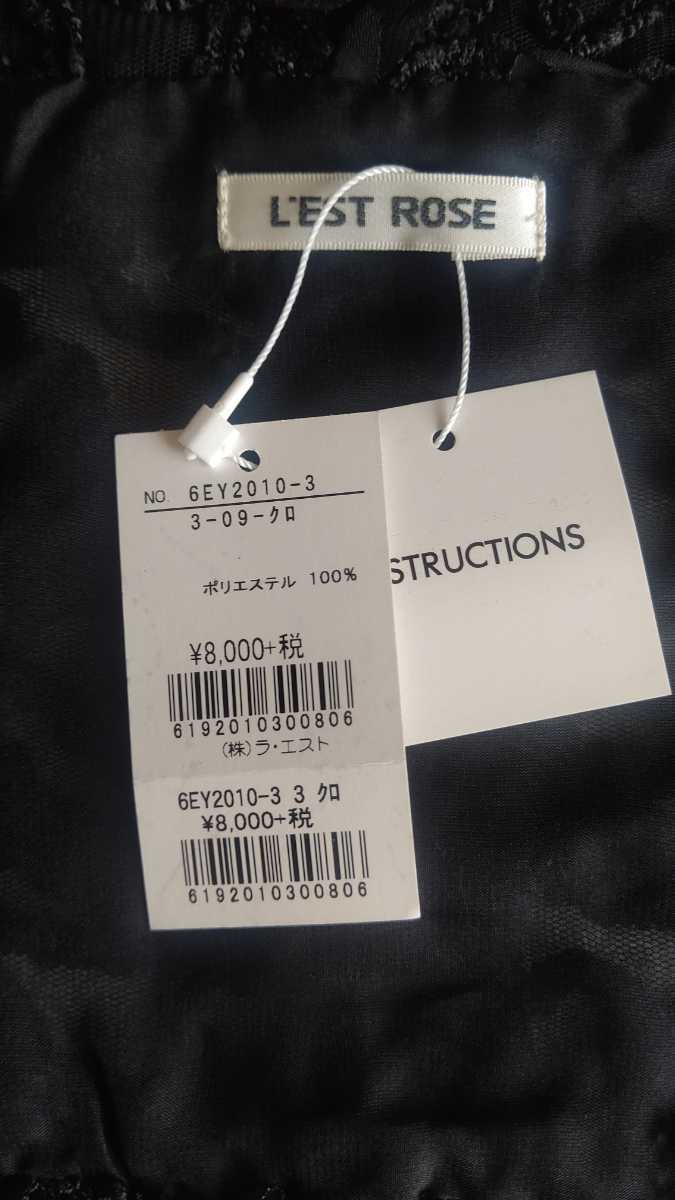 L'EST ROSE
NO. 6EY2010-3
3-09-クロ
ポリエステル 100%
¥8,000+税
6192010300806
(株)ラ・エスト
6EY2010-3 3 クロ
¥8,000+税
6192010300806
STRUCTIONS